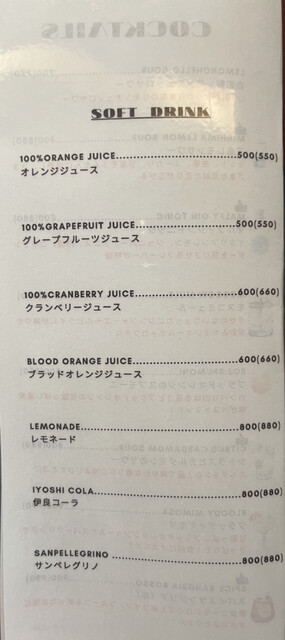 SOFT DRINK
100%ORANGE JUICE..........................500(550)
オレンジジュース
100%GRAPEFRUIT JUICE......................500(550)
グレープフルーツジュース
100%CRANBERRY JUICE.......................600(660)
クランベリージュース
BLOOD ORANGE JUICE........................600(660)
ブラッドオレンジジュース
LEMONADE..................................800(880)
レモネード
IYOSHI COLA...............................800(880)
伊良コーラ
SANPELLEGRINO.............................800(880)
サンペレグリノ